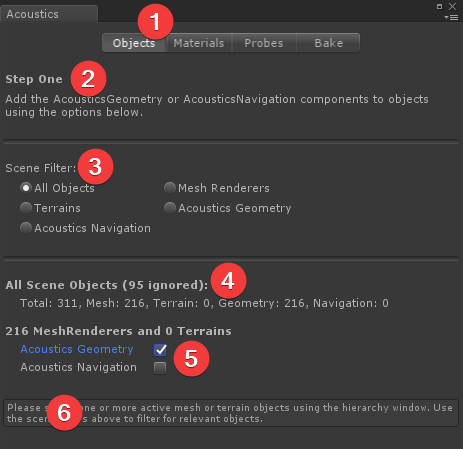 Acoustics
1
Objects Materials Probes Bake
Step One 2
Add the AcousticsGeometry or AcousticsNavigation components to objects
using the options below.
Scene Filter: 3
All Objects Mesh Renderers
Terrains Acoustics Geometry
Acoustics Navigation
All Scene Objects (95 ignored): 4
Total: 311, Mesh: 216, Terrain: 0, Geometry: 216, Navigation: 0
216 MeshRenderers and 0 Terrains
Acoustics Geometry
5
Acoustics Navigation
Please one or more active mesh or terrain objects using the hierarchy window. Use
6
the above to filter for relevant objects.